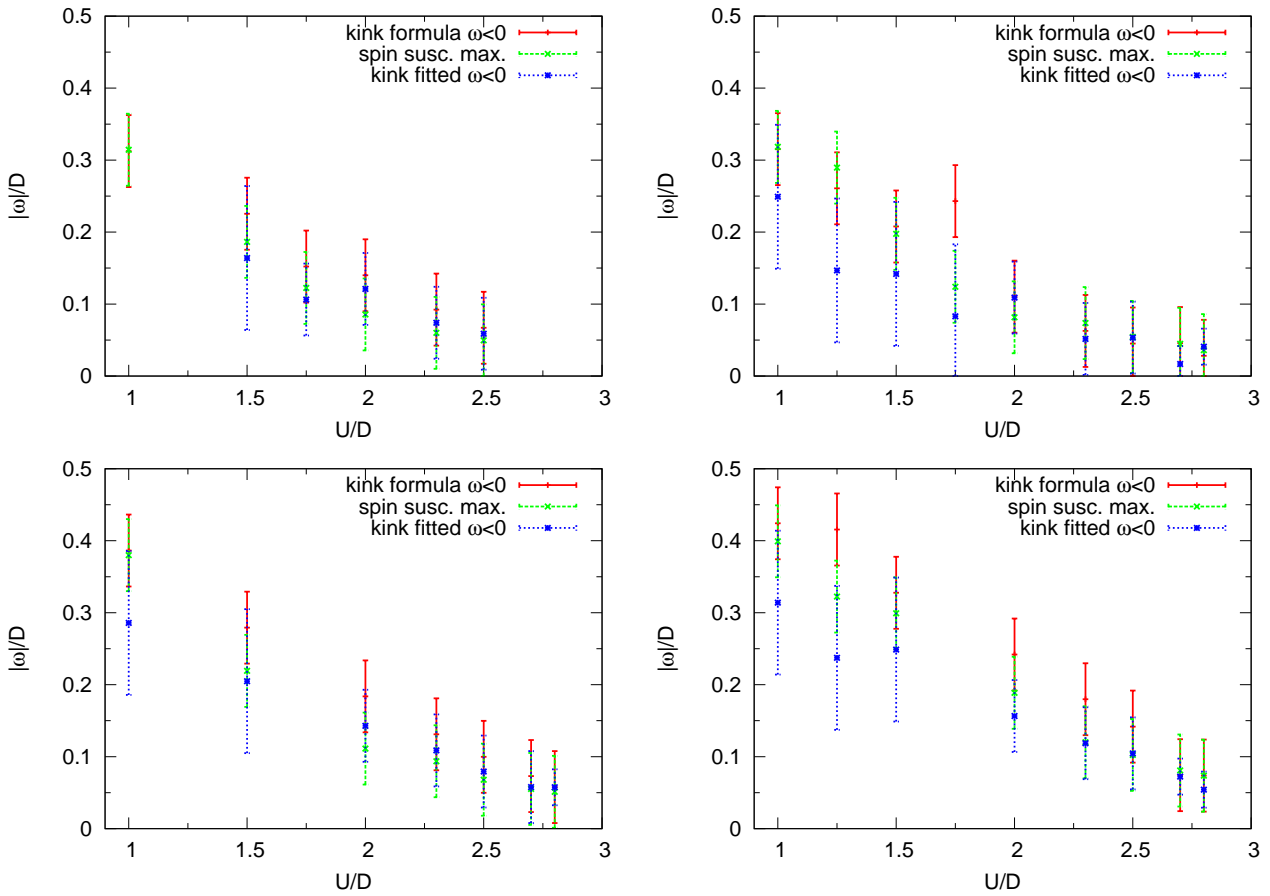 0.5
0.4
0.3
0.2
0.1
0
|ω|/D
1
1.5
2
2.5
3
U/D
kink formula ω<0
spin susc. max.
kink fitted ω<0
0.5
0.4
0.3
0.2
0.1
0
|ω|/D
1
1.5
2
2.5
3
U/D
kink formula ω<0
spin susc. max.
kink fitted ω<0
0.5
0.4
0.3
0.2
0.1
0
|ω|/D
1
1.5
2
2.5
3
U/D
kink formula ω<0
spin susc. max.
kink fitted ω<0
0.5
0.4
0.3
0.2
0.1
0
|ω|/D
1
1.5
2
2.5
3
U/D
kink formula ω<0
spin susc. max.
kink fitted ω<0